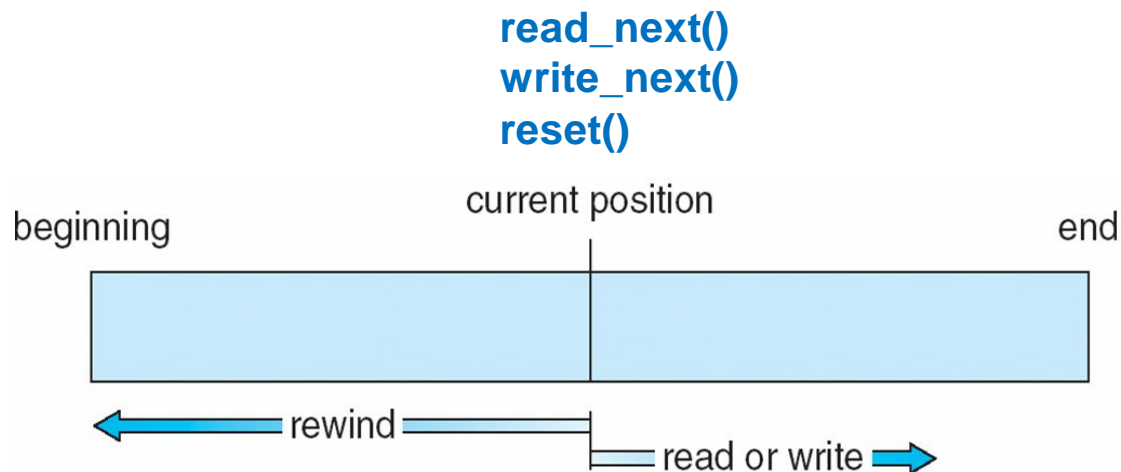 read_next()
write_next()
reset()
current position
beginning
end
rewind
read or write